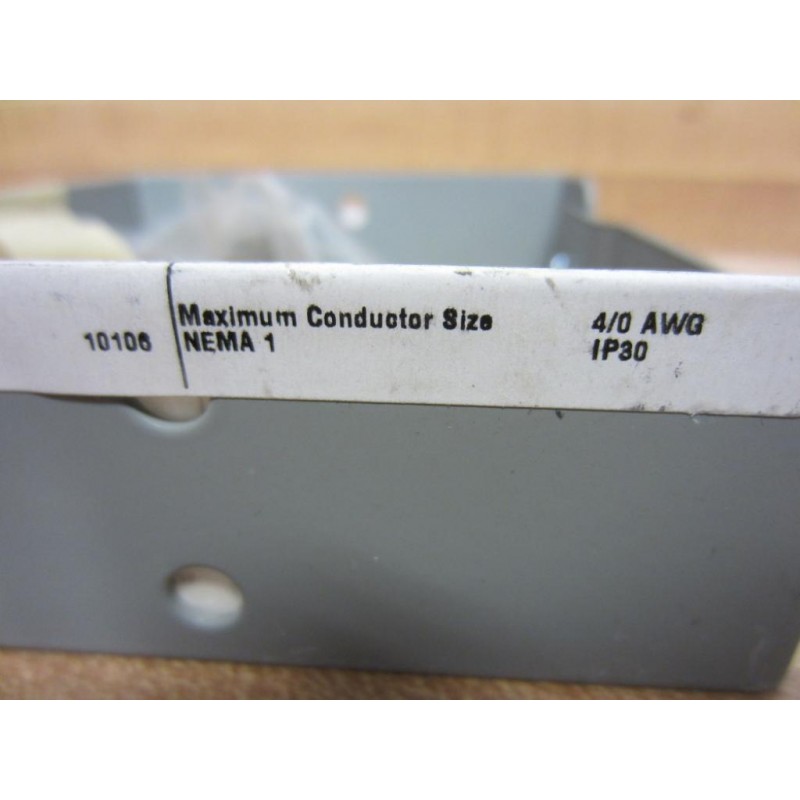 Maximum Conductor Size 4/0 AWG
10106 NEMA 1 IP30